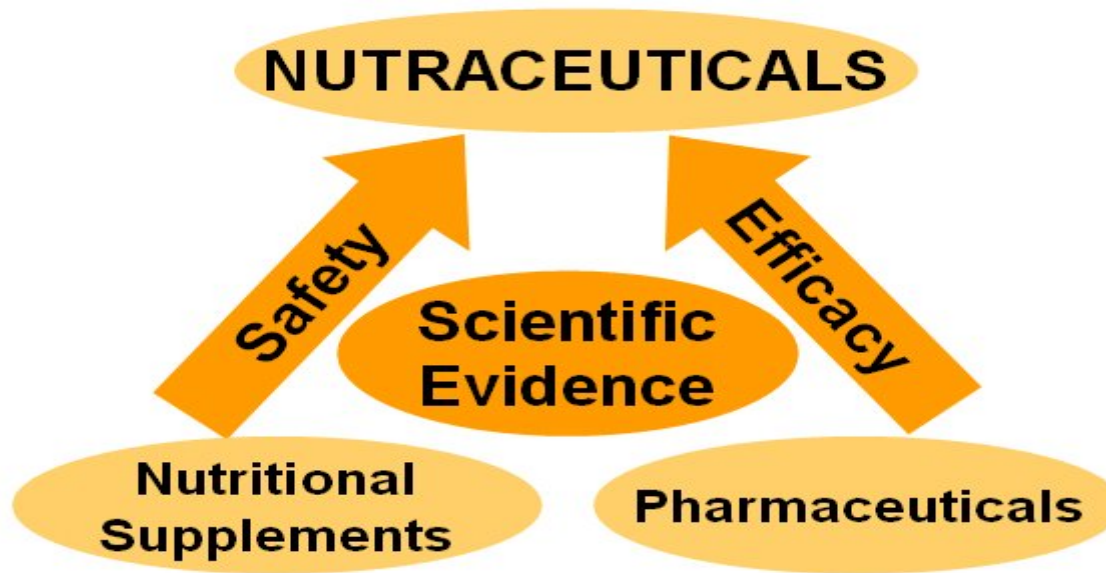 NUTRACEUTICALS
Safety
Efficacy
Scientific
Evidence
Nutritional
Supplements
Pharmaceuticals